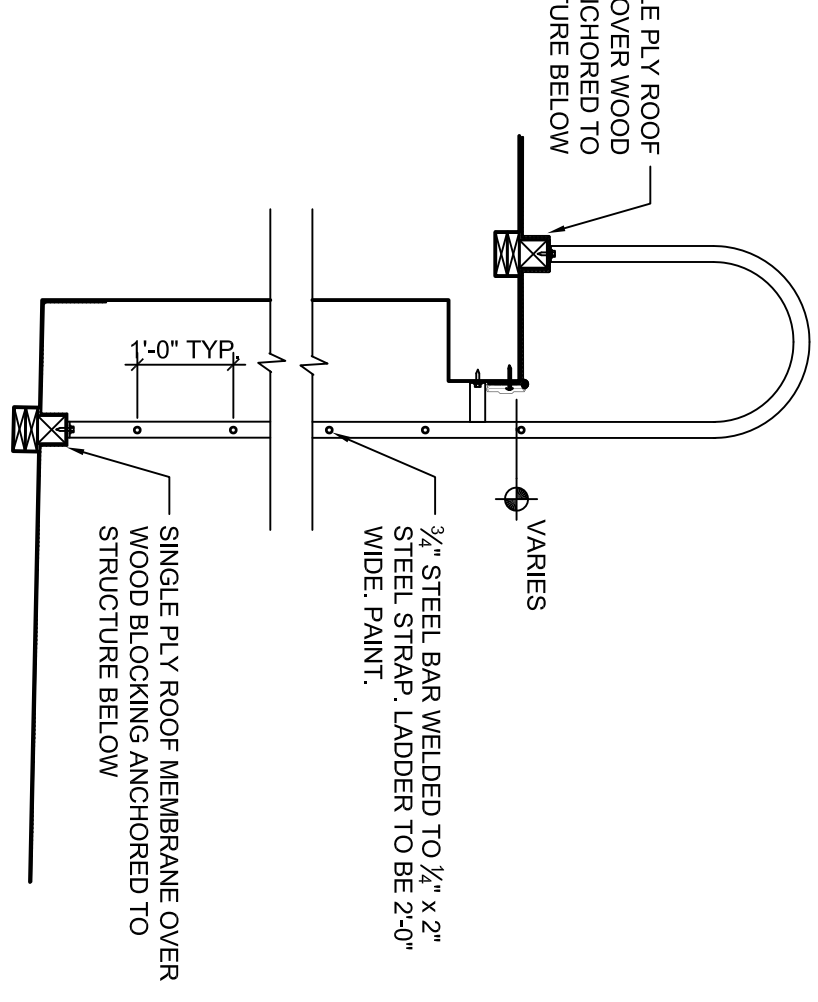 LE PLY ROOF
OVER WOOD
NCHORED TO
TURE BELOW
1'-0" TYP.
VARIES
¾" STEEL BAR WELDED TO ¼" x 2"
STEEL STRAP. LADDER TO BE 2'-0"
WIDE. PAINT.
SINGLE PLY ROOF MEMBRANE OVER
WOOD BLOCKING ANCHORED TO
STRUCTURE BELOW